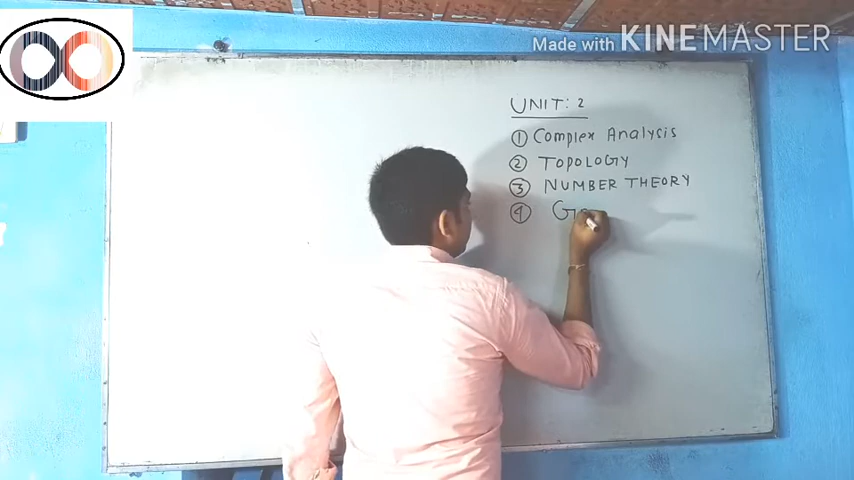 Made with KINEMASTER
UNIT: 2
① Complex Analysis
② TOPOLOGY
③ NUMBER THEORY
④